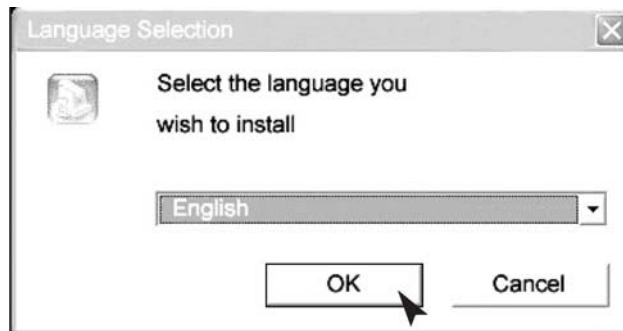 Language Selection
Select the language you
wish to install
English
OK
Cancel